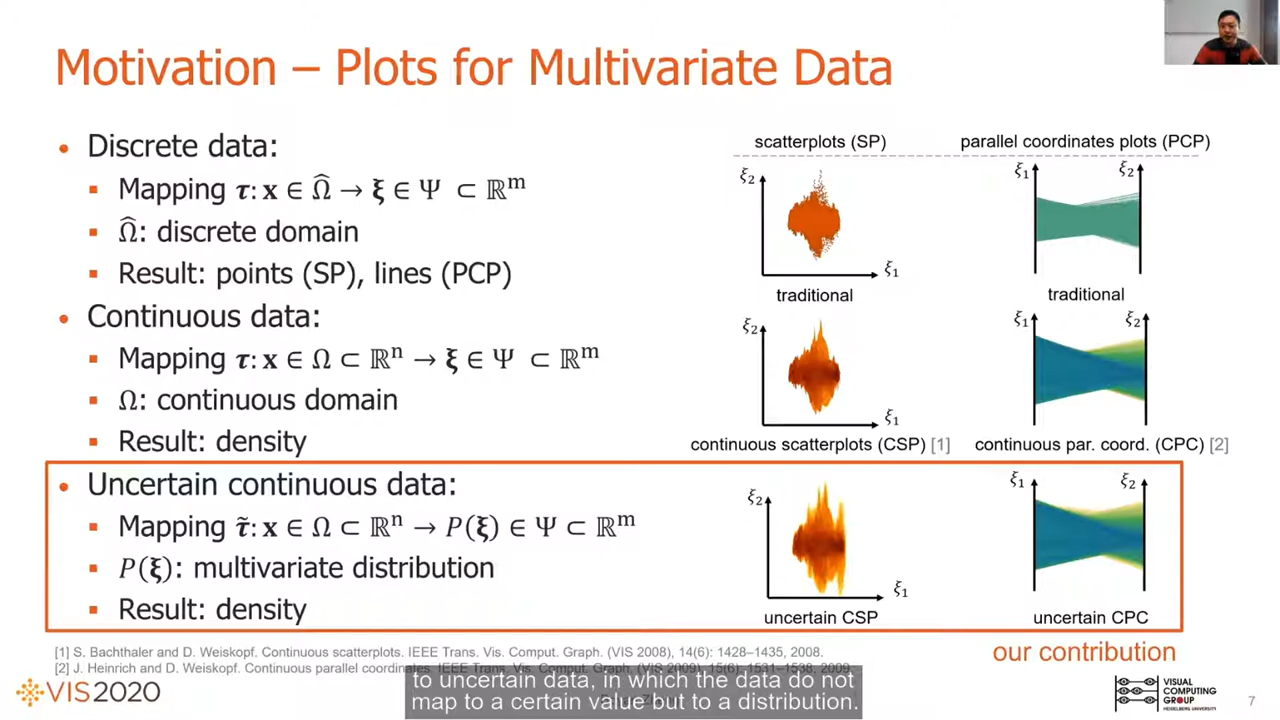 Motivation – Plots for Multivariate Data
• Discrete data:
▪ Mapping 𝝉: 𝐱 ∈ Ω̂ → 𝛏 ∈ Ψ ⊂ ℝᵐ
▪ Ω̂: discrete domain
▪ Result: points (SP), lines (PCP)
• Continuous data:
▪ Mapping 𝝉: 𝐱 ∈ Ω ⊂ ℝⁿ → 𝛏 ∈ Ψ ⊂ ℝᵐ
▪ Ω: continuous domain
▪ Result: density
• Uncertain continuous data:
▪ Mapping 𝝉̃: 𝐱 ∈ Ω ⊂ ℝⁿ → P(𝛏) ∈ Ψ ⊂ ℝᵐ
▪ P(𝛏): multivariate distribution
▪ Result: density
scatterplots (SP) parallel coordinates plots (PCP)
ξ₂ ξ₁ ξ₂
ξ₁
traditional traditional
ξ₂ ξ₁ ξ₂
ξ₁
continuous scatterplots (CSP) [1] continuous par. coord. (CPC) [2]
ξ₂ ξ₁ ξ₂
ξ₁
uncertain CSP uncertain CPC
our contribution
[1] S. Bachthaler and D. Weiskopf. Continuous scatterplots. IEEE Trans. Vis. Comput. Graph. (VIS 2008), 14(6): 1428–1435, 2008.
[2] J. Heinrich and D. Weiskopf. Continuous parallel coordinates. IEEE Trans. Vis. Comput. Graph. (VIS 2009), 15(6): 1531–1538, 2009.
to uncertain data, in which the data do not
map to a certain value but to a distribution.
VIS2020
VISUAL
COMPUTING
GROUP
HEIDELBERG UNIVERSITY
7